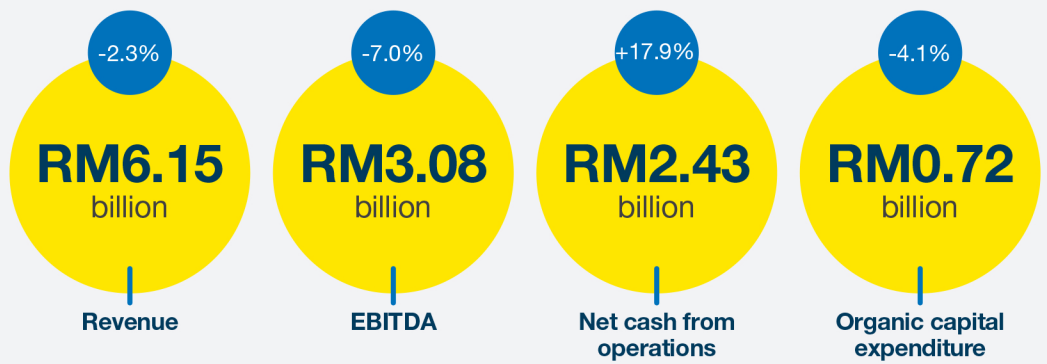 -2.3%
RM6.15
billion
Revenue
-7.0%
RM3.08
billion
EBITDA
+17.9%
RM2.43
billion
Net cash from
operations
-4.1%
RM0.72
billion
Organic capital
expenditure